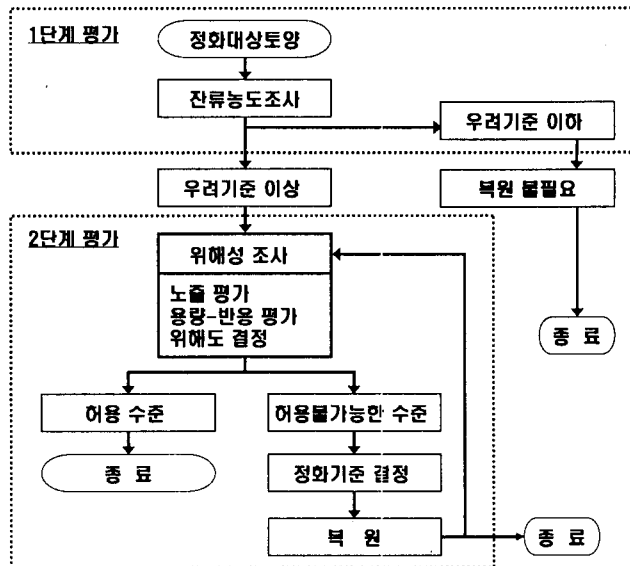 1단계 평가
정화대상토양
잔류농도조사
우려기준 이하
우려기준 이상
복원 불필요
2단계 평가
위해성 조사
노출 평가
용량-반응 평가
위해도 결정
종 료
허용 수준
허용불가능한 수준
종 료
정화기준 결정
복 원
종 료